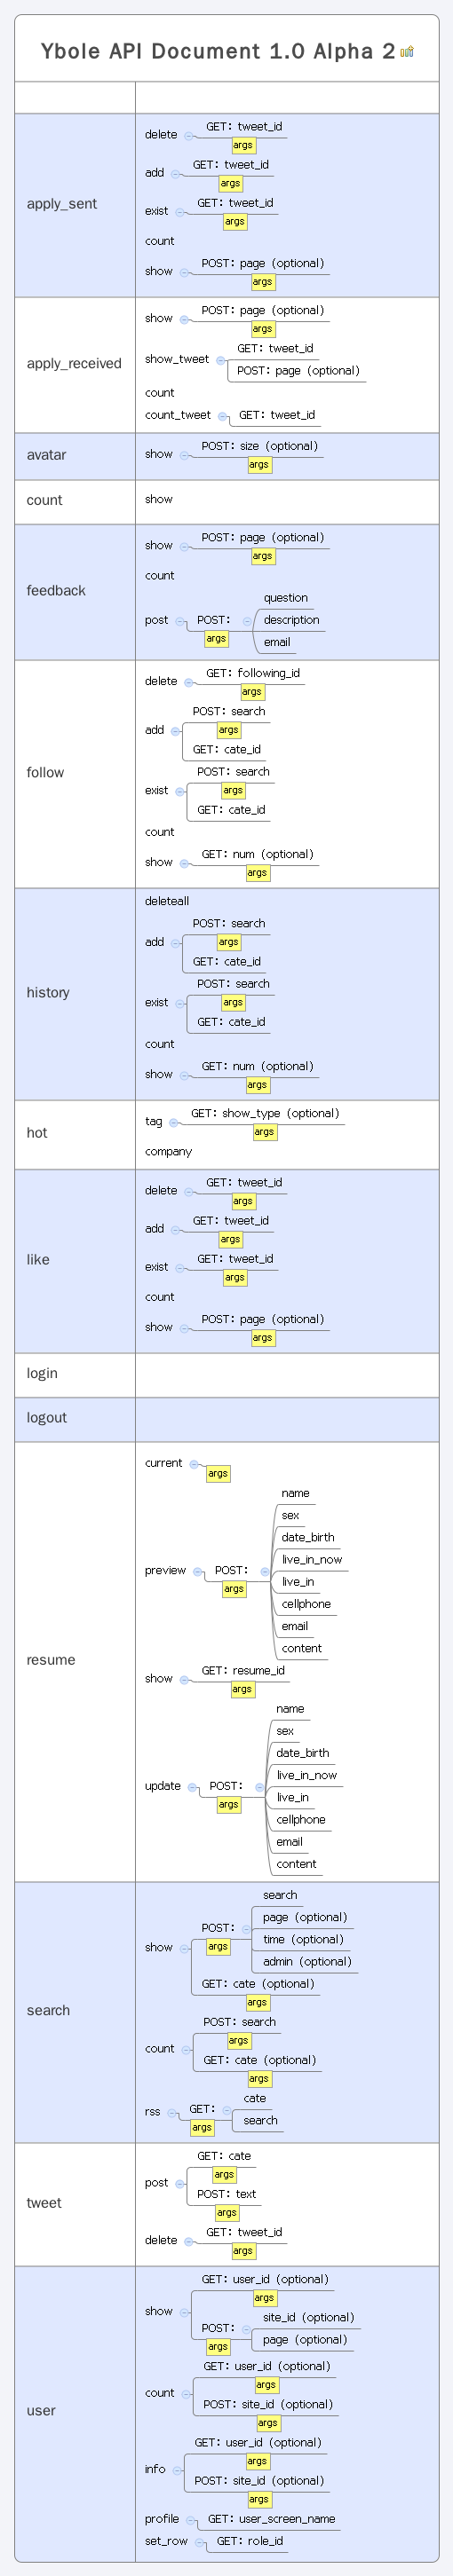 Ybole API Document 1.0 Alpha 2
apply_sent
delete
GET: tweet_id
args
add
GET: tweet_id
args
exist
GET: tweet_id
args
count
show
POST: page (optional)
args
apply_received
show
POST: page (optional)
args
show_tweet
GET: tweet_id
POST: page (optional)
count
count_tweet
GET: tweet_id
avatar
show
POST: size (optional)
args
count
show
feedback
show
POST: page (optional)
args
count
post
POST:
args
question
description
email
follow
delete
GET: following_id
args
add
POST: search
args
GET: cate_id
exist
POST: search
args
GET: cate_id
count
show
GET: num (optional)
args
history
deleteall
add
POST: search
args
GET: cate_id
exist
POST: search
args
GET: cate_id
count
show
GET: num (optional)
args
hot
tag
GET: show_type (optional)
args
company
like
delete
GET: tweet_id
args
add
GET: tweet_id
args
exist
GET: tweet_id
args
count
show
POST: page (optional)
args
login
logout
resume
current
args
preview
POST:
args
name
sex
date_birth
live_in_now
live_in
cellphone
email
content
show
GET: resume_id
args
update
POST:
args
name
sex
date_birth
live_in_now
live_in
cellphone
email
content
search
show
POST:
args
search
page (optional)
time (optional)
admin (optional)
GET: cate (optional)
args
count
POST: search
args
GET: cate (optional)
args
rss
GET:
args
cate
search
tweet
post
GET: cate
args
POST: text
args
delete
GET: tweet_id
args
user
show
GET: user_id (optional)
args
POST:
args
site_id (optional)
page (optional)
count
GET: user_id (optional)
args
POST: site_id (optional)
args
info
GET: user_id (optional)
args
POST: site_id (optional)
args
profile
GET: user_screen_name
set_row
GET: role_id